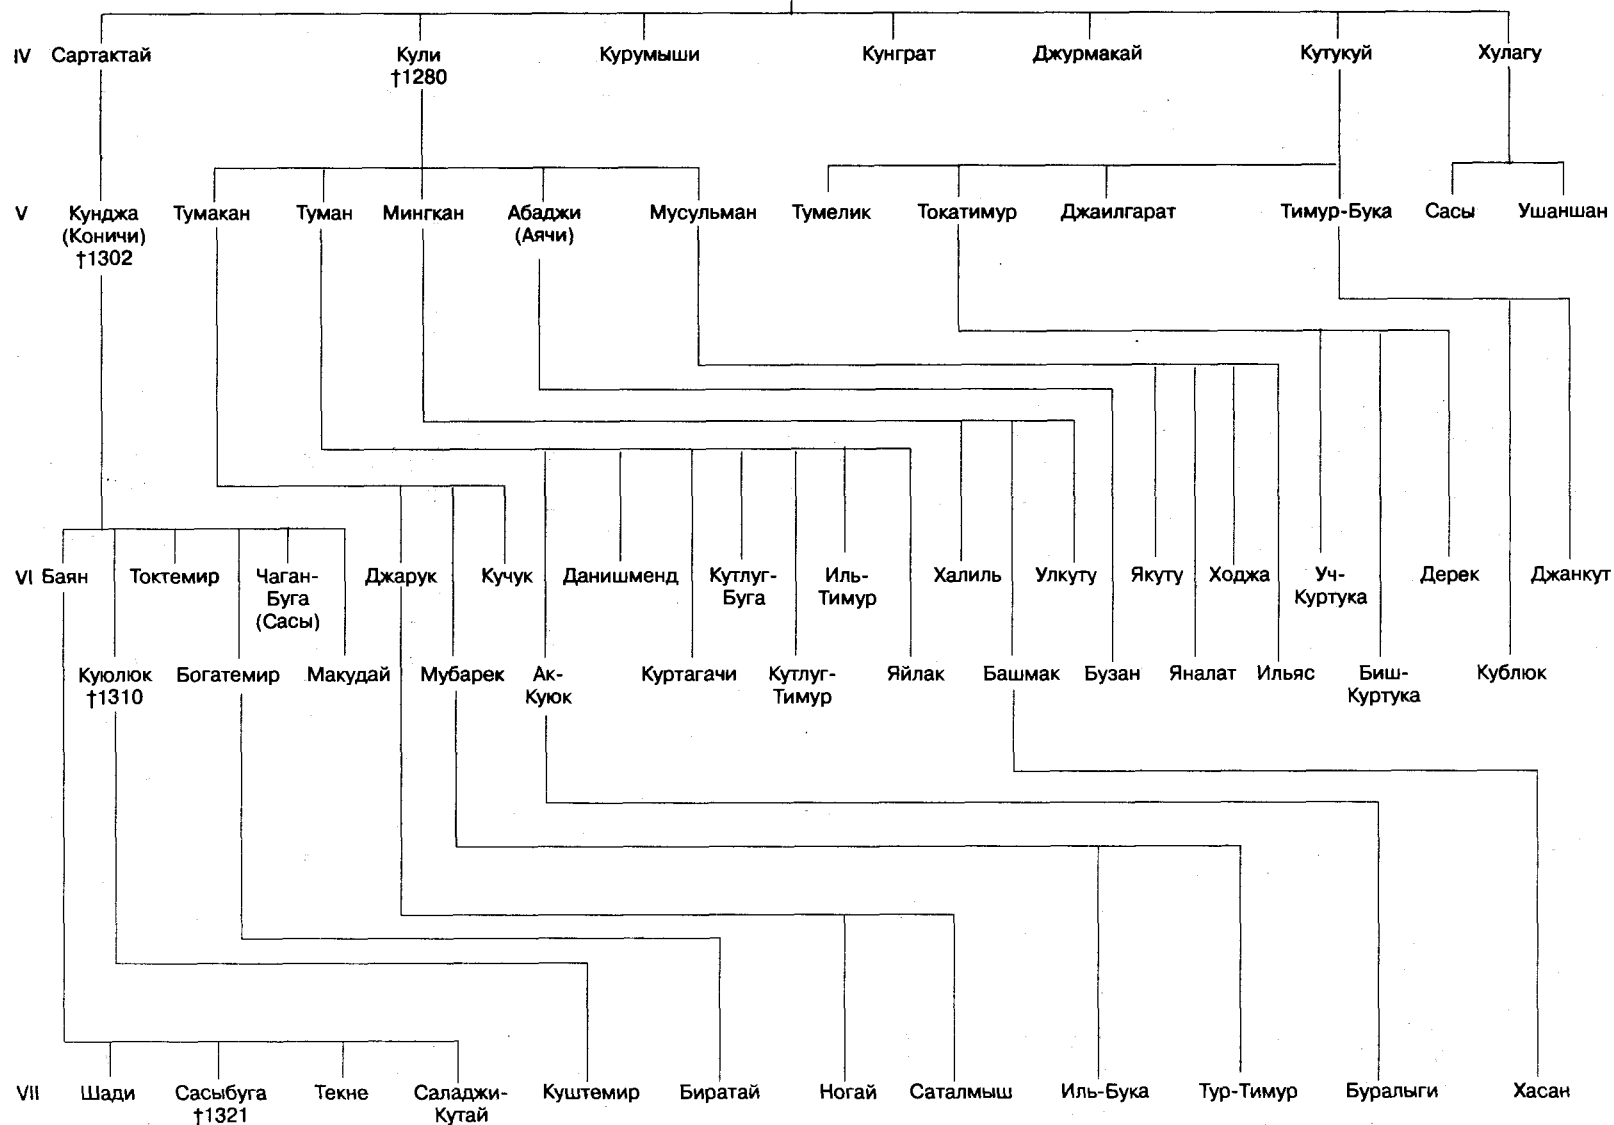 IV Сартактай Кули Курумыши Кунграт Джурмакай Кутукуй Хулагу
†1280
V Кунджа Тумакан Туман Мингкан Абаджи Мусульман Тумелик Токатимур Джаилгарат Тимур-Бука Сасы Ушаншан
(Коничи) (Аячи)
†1302
VI Баян Токтемир Чаган- Джарук Кучук Данишменд Кутлуг- Иль- Халиль Улкуту Якуту Ходжа Уч- Дерек Джанкут
Буга Буга Тимур Куртука
(Сасы)
Куюлюк Богатемир Макудай Мубарек Ак- Куртагачи Кутлуг- Яйлак Башмак Бузан Яналат Ильяс Биш- Кублюк
†1310 Куюк Тимур Куртука
VII Шади Сасыбуга Текне Саладжи- Куштемир Биратай Ногай Саталмыш Иль-Бука Тур-Тимур Буралыги Хасан
†1321 Кутай